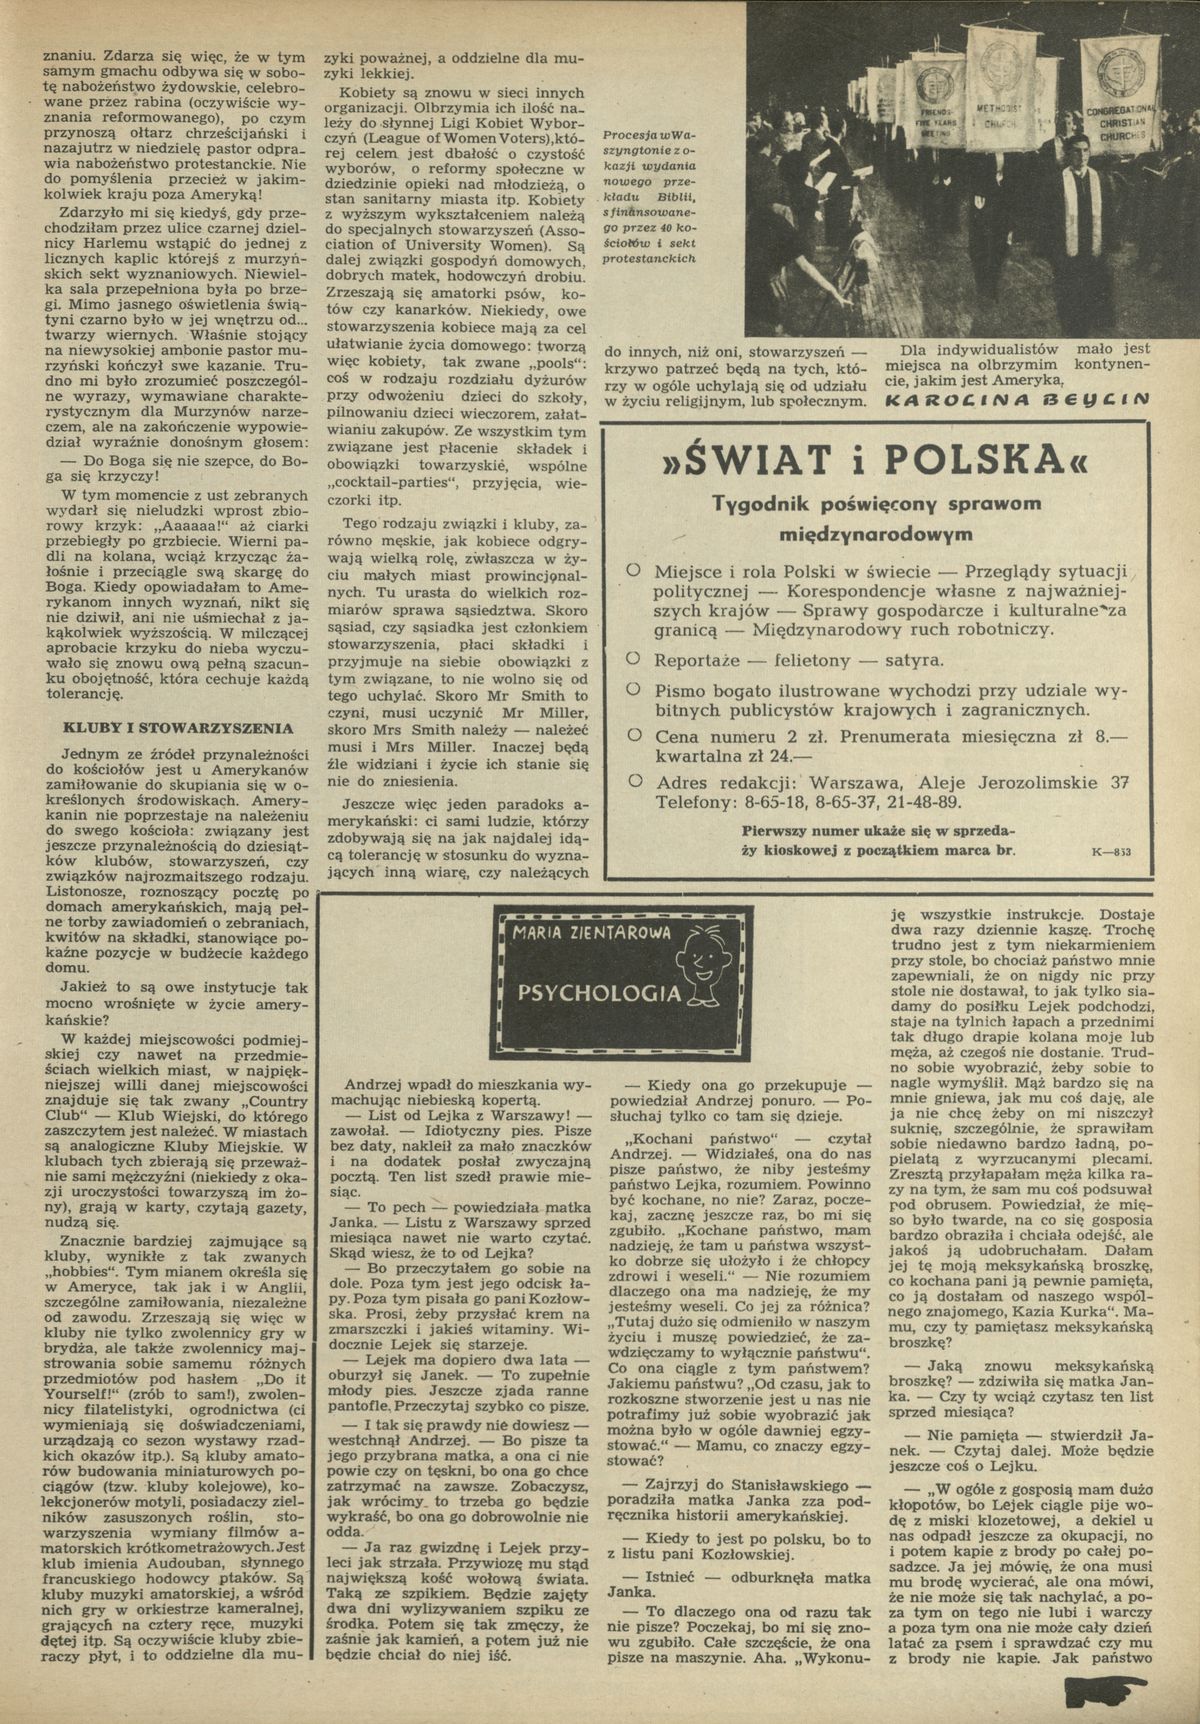 znaniu. Zdarza się więc, że w tym
samym gmachu odbywa się w sobo-
tę nabożeństwo żydowskie, celebro-
wane przez rabina (oczywiście wy-
znania reformowanego), po czym
przynoszą ołtarz chrześcijański i
nazajutrz w niedzielę pastor odpra-
wia nabożeństwo protestanckie. Nie
do pomyślenia przecież w jakim-
kolwiek kraju poza Ameryką!
Zdarzyło mi się kiedyś, gdy prze-
chodziłam przez ulice czarnej dziel-
nicy Harlemu wstąpić do jednej z
licznych kaplic którejś z murzyń-
skich sekt wyznaniowych. Niewiel-
ka sala przepełniona była po brze-
gi. Mimo jasnego oświetlenia świą-
tyni czarno było w jej wnętrzu od...
twarzy wiernych. Właśnie stojący
na niewysokiej ambonie pastor mu-
rzyński kończył swe kazanie. Tru-
dno mi było zrozumieć poszczegól-
ne wyrazy, wymawiane charakte-
rystycznym dla Murzynów narze-
czem, ale na zakończenie wypowie-
dział wyraźnie donośnym głosem:
— Do Boga się nie szepce, do Bo-
ga się krzyczy!
W tym momencie z ust zebranych
wydarł się nieludzki wprost zbio-
rowy krzyk: „Aaaaaa!“ aż ciarki
przebiegły po grzbiecie. Wierni pa-
dli na kolana, wciąż krzycząc ża-
łośnie i przeciągle swą skargę do
Boga. Kiedy opowiadałam to Ame-
rykanom innych wyznań, nikt się
nie dziwił, ani nie uśmiechał z ja-
kąkolwiek wyższością. W milczącej
aprobacie krzyku do nieba wyczu-
wało się znowu ową pełną szacun-
ku obojętność, która cechuje każdą
tolerancję.
KLUBY I STOWARZYSZENIA
Jednym ze źródeł przynależności
do kościołów jest u Amerykanów
zamiłowanie do skupiania się w o-
kreślonych środowiskach. Amery-
kanin nie poprzestaje na należeniu
do swego kościoła: związany jest
jeszcze przynależnością do dziesiąt-
ków klubów, stowarzyszeń, czy
związków najrozmaitszego rodzaju.
Listonosze, roznoszący pocztę po
domach amerykańskich, mają peł-
ne torby zawiadomień o zebraniach,
kwitów na składki, stanowiące po-
kaźne pozycje w budżecie każdego
domu.
Jakież to są owe instytucje tak
mocno wrośnięte w życie amery-
kańskie?
W każdej miejscowości podmiej-
skiej czy nawet na przedmie-
ściach wielkich miast, w najpięk-
niejszej willi danej miejscowości
znajduje się tak zwany „Country
Club“ — Klub Wiejski, do którego
zaszczytem jest należeć. W miastach
są analogiczne Kluby Miejskie. W
klubach tych zbierają się przeważ-
nie sami mężczyźni (niekiedy z oka-
zji uroczystości towarzyszą im żo-
ny), grają w karty, czytają gazety,
nudzą się.
Znacznie bardziej zajmujące są
kluby, wynikłe z tak zwanych
„hobbies“. Tym mianem określa się
w Ameryce, tak jak i w Anglii,
szczególne zamiłowania, niezależne
od zawodu. Zrzeszają się więc w
kluby nie tylko zwolennicy gry w
brydża, ale także zwolennicy maj-
strowania sobie samemu różnych
przedmiotów pod hasłem „Do it
Yourself!“ (zrób to sam!), zwolen-
nicy filatelistyki, ogrodnictwa (ci
wymieniają się doświadczeniami,
urządzają co sezon wystawy rzad-
kich okazów itp.). Są kluby amato-
rów budowania miniaturowych po-
ciągów (tzw. kluby kolejowe), ko-
lekcjonerów motyli, posiadaczy ziel-
ników zasuszonych roślin, sto-
warzyszenia wymiany filmów a-
matorskich krótkometrażowych. Jest
klub imienia Audouban, słynnego
francuskiego hodowcy ptaków. Są
kluby muzyki amatorskiej, a wśród
nich gry w orkiestrze kameralnej,
grających na cztery ręce, muzyki
dętej itp. Są oczywiście kluby zbie-
raczy płyt, i to oddzielne dla mu-
zyki poważnej, a oddzielne dla mu-
zyki lekkiej.
Kobiety są znowu w sieci innych
organizacji. Olbrzymia ich ilość na-
leży do słynnej Ligi Kobiet Wybor-
czyń (League of Women Voters), któ-
rej celem jest dbałość o czystość
wyborów, o reformy społeczne w
dziedzinie opieki nad młodzieżą, o
stan sanitarny miasta itp. Kobiety
z wyższym wykształceniem należą
do specjalnych stowarzyszeń (Asso-
ciation of University Women). Są
dalej związki gospodyń domowych,
dobrych matek, hodowczyń drobiu.
Zrzeszają się amatorki psów, ko-
tów czy kanarków. Niekiedy, owe
stowarzyszenia kobiece mają za cel
ułatwianie życia domowego: tworzą
więc kobiety, tak zwane „pools“:
coś w rodzaju rozdziału dyżurów
przy odwożeniu dzieci do szkoły,
pilnowaniu dzieci wieczorem, załat-
wianiu zakupów. Ze wszystkim tym
związane jest płacenie składek i
obowiązki towarzyskie, wspólne
„cocktail-parties“, przyjęcia, wie-
czorki itp.
Tego rodzaju związki i kluby, za-
równo męskie, jak kobiece odgry-
wają wielką rolę, zwłaszcza w ży-
ciu małych miast prowincjonal-
nych. Tu urasta do wielkich roz-
miarów sprawa sąsiedztwa. Skoro
sąsiad, czy sąsiadka jest członkiem
stowarzyszenia, płaci składki i
przyjmuje na siebie obowiązki z
tym związane, to nie wolno się od
tego uchylać. Skoro Mr Smith to
czyni, musi uczynić Mr Miller,
skoro Mrs Smith należy — należeć
musi i Mrs Miller. Inaczej będą
źle widziani i życie ich stanie się
nie do zniesienia.
Jeszcze więc jeden paradoks a-
merykański: ci sami ludzie, którzy
zdobywają się na jak najdalej idą-
cą tolerancję w stosunku do wyzna-
jących inną wiarę, czy należących
Procesja w Wa-
szyngtonie z o-
kazji wydania
nowego prze-
kładu Biblii,
sfinansowane-
go przez 40 ko-
ściołów i sekt
protestanckich
FRIENDS
FIVE YEARS
MEETING
METHODIST
CHURCH
CONGREGATIONAL
CHRISTIAN
CHURCHES
do innych, niż oni, stowarzyszeń —
krzywo patrzeć będą na tych, któ-
rzy w ogóle uchylają się od udziału
w życiu religijnym, lub społecznym.
Dla indywidualistów mało jest
miejsca na olbrzymim kontynen-
cie, jakim jest Ameryka.
KAROLINA BEYLIN
»ŚWIAT i POLSKA«
Tygodnik poświęcony sprawom
międzynarodowym
○ Miejsce i rola Polski w świecie — Przeglądy sytuacji
politycznej — Korespondencje własne z najważniej-
szych krajów — Sprawy gospodarcze i kulturalne za
granicą — Międzynarodowy ruch robotniczy.
○ Reportaże — felietony — satyra.
○ Pismo bogato ilustrowane wychodzi przy udziale wy-
bitnych publicystów krajowych i zagranicznych.
○ Cena numeru 2 zł. Prenumerata miesięczna zł 8.—
kwartalna zł 24.—
○ Adres redakcji: Warszawa, Aleje Jerozolimskie 37
Telefony: 8-65-18, 8-65-37, 21-48-89.
Pierwszy numer ukaże się w sprzeda-
ży kioskowej z początkiem marca br.
K—853
MARIA ZIENTAROWA
PSYCHOLOGIA
Andrzej wpadł do mieszkania wy-
machując niebieską kopertą.
— List od Lejka z Warszawy! —
zawołał. — Idiotyczny pies. Pisze
bez daty, nakleił za mało znaczków
i na dodatek posłał zwyczajną
pocztą. Ten list szedł prawie mie-
siąc.
— To pech — powiedziała matka
Janka. — Listu z Warszawy sprzed
miesiąca nawet nie warto czytać.
Skąd wiesz, że to od Lejka?
— Bo przeczytałem go sobie na
dole. Poza tym jest jego odcisk ła-
py. Poza tym pisała go pani Kozłow-
ska. Prosi, żeby przysłać krem na
zmarszczki i jakieś witaminy. Wi-
docznie Lejek się starzeje.
— Lejek ma dopiero dwa lata —
oburzył się Janek. — To zupełnie
młody pies. Jeszcze zjada ranne
pantofle. Przeczytaj szybko co pisze.
— I tak się prawdy nie dowiesz —
westchnął Andrzej. — Bo pisze ta
jego przybrana matka, a ona ci nie
powie czy on tęskni, bo ona go chce
zatrzymać na zawsze. Zobaczysz,
jak wrócimy to trzeba go będzie
wykraść, bo ona go dobrowolnie nie
odda.
— Ja raz gwizdnę i Lejek przy-
leci jak strzała. Przywiozę mu stąd
największą kość wołową świata.
Taką ze szpikiem. Będzie zajęty
dwa dni wylizywaniem szpiku ze
środka. Potem się tak zmęczy, że
zaśnie jak kamień, a potem już nie
będzie chciał do niej iść.
— Kiedy ona go przekupuje —
powiedział Andrzej ponuro. — Po-
słuchaj tylko co tam się dzieje.
„Kochani państwo“ — czytał
Andrzej. — Widziałeś, ona do nas
pisze państwo, że niby jesteśmy
państwo Lejka, rozumiem. Powinno
być kochane, no nie? Zaraz, pocze-
kaj, zacznę jeszcze raz, bo mi się
zgubiło. „Kochane państwo, mam
nadzieję, że tam u państwa wszyst-
ko dobrze się ułożyło i że chłopcy
zdrowi i weseli.“ — Nie rozumiem
dlaczego ona ma nadzieję, że my
jesteśmy weseli. Co jej za różnica?
„Tutaj dużo się odmieniło w naszym
życiu i muszę powiedzieć, że za-
wdzięczamy to wyłącznie państwu“.
Co ona ciągle z tym państwem?
Jakiemu państwu? „Od czasu, jak to
rozkoszne stworzenie jest u nas nie
potrafimy już sobie wyobrazić jak
można było w ogóle dawniej egzy-
stować.“ — Mamu, co znaczy egzy-
stować?
— Zajrzyj do Stanisławskiego —
poradziła matka Janka zza pod-
ręcznika historii amerykańskiej.
— Kiedy to jest po polsku, bo to
z listu pani Kozłowskiej.
— Istnieć — odburknęła matka
Janka.
— To dlaczego ona od razu tak
nie pisze? Poczekaj, bo mi się zno-
wu zgubiło. Całe szczęście, że ona
pisze na maszynie. Aha. „Wykonu-
ję wszystkie instrukcje. Dostaje
dwa razy dziennie kaszę. Trochę
trudno jest z tym niekarmieniem
przy stole, bo chociaż państwo mnie
zapewniali, że on nigdy nic przy
stole nie dostawał, to jak tylko sia-
damy do posiłku Lejek podchodzi,
staje na tylnich łapach a przednimi
tak długo drapie kolana moje lub
męża, aż czegoś nie dostanie. Trud-
no sobie wyobrazić, żeby sobie to
nagle wymyślił. Mąż bardzo się na
mnie gniewa, jak mu coś daję, ale
ja nie chcę żeby on mi niszczył
suknię, szczególnie, że sprawiłam
sobie niedawno bardzo ładną, po-
pielatą z wyrzucanymi plecami.
Zresztą przyłapałam męża kilka ra-
zy na tym, że sam mu coś podsuwał
pod obrusem. Powiedział, że mię-
so było twarde, na co się gosposia
bardzo obraziła i chciała odejść, ale
jakoś ją udobruchałam. Dałam
jej tę moją meksykańską broszkę,
co kochana pani ją pewnie pamięta,
co ją dostałam od naszego wspól-
nego znajomego, Kazia Kurka“. Ma-
mu, czy ty pamiętasz meksykańską
broszkę?
— Jaką znowu meksykańską
broszkę? — zdziwiła się matka Jan-
ka. — Czy ty wciąż czytasz ten list
sprzed miesiąca?
— Nie pamięta — stwierdził Ja-
nek. — Czytaj dalej. Może będzie
jeszcze coś o Lejku.
— „W ogóle z gosposią mam dużo
kłopotów, bo Lejek ciągle pije wo-
dę z miski klozetowej, a dekiel u
nas odpadł jeszcze za okupacji, no
i potem kapie z brody po całej po-
sadzce. Ja jej mówię, że ona musi
mu brodę wycierać, ale ona mówi,
że nie może się tak nachylać, a po-
za tym on tego nie lubi i warczy
a poza tym ona nie może cały dzień
latać za psem i sprawdzać czy mu
z brody nie kapie. Jak państwo